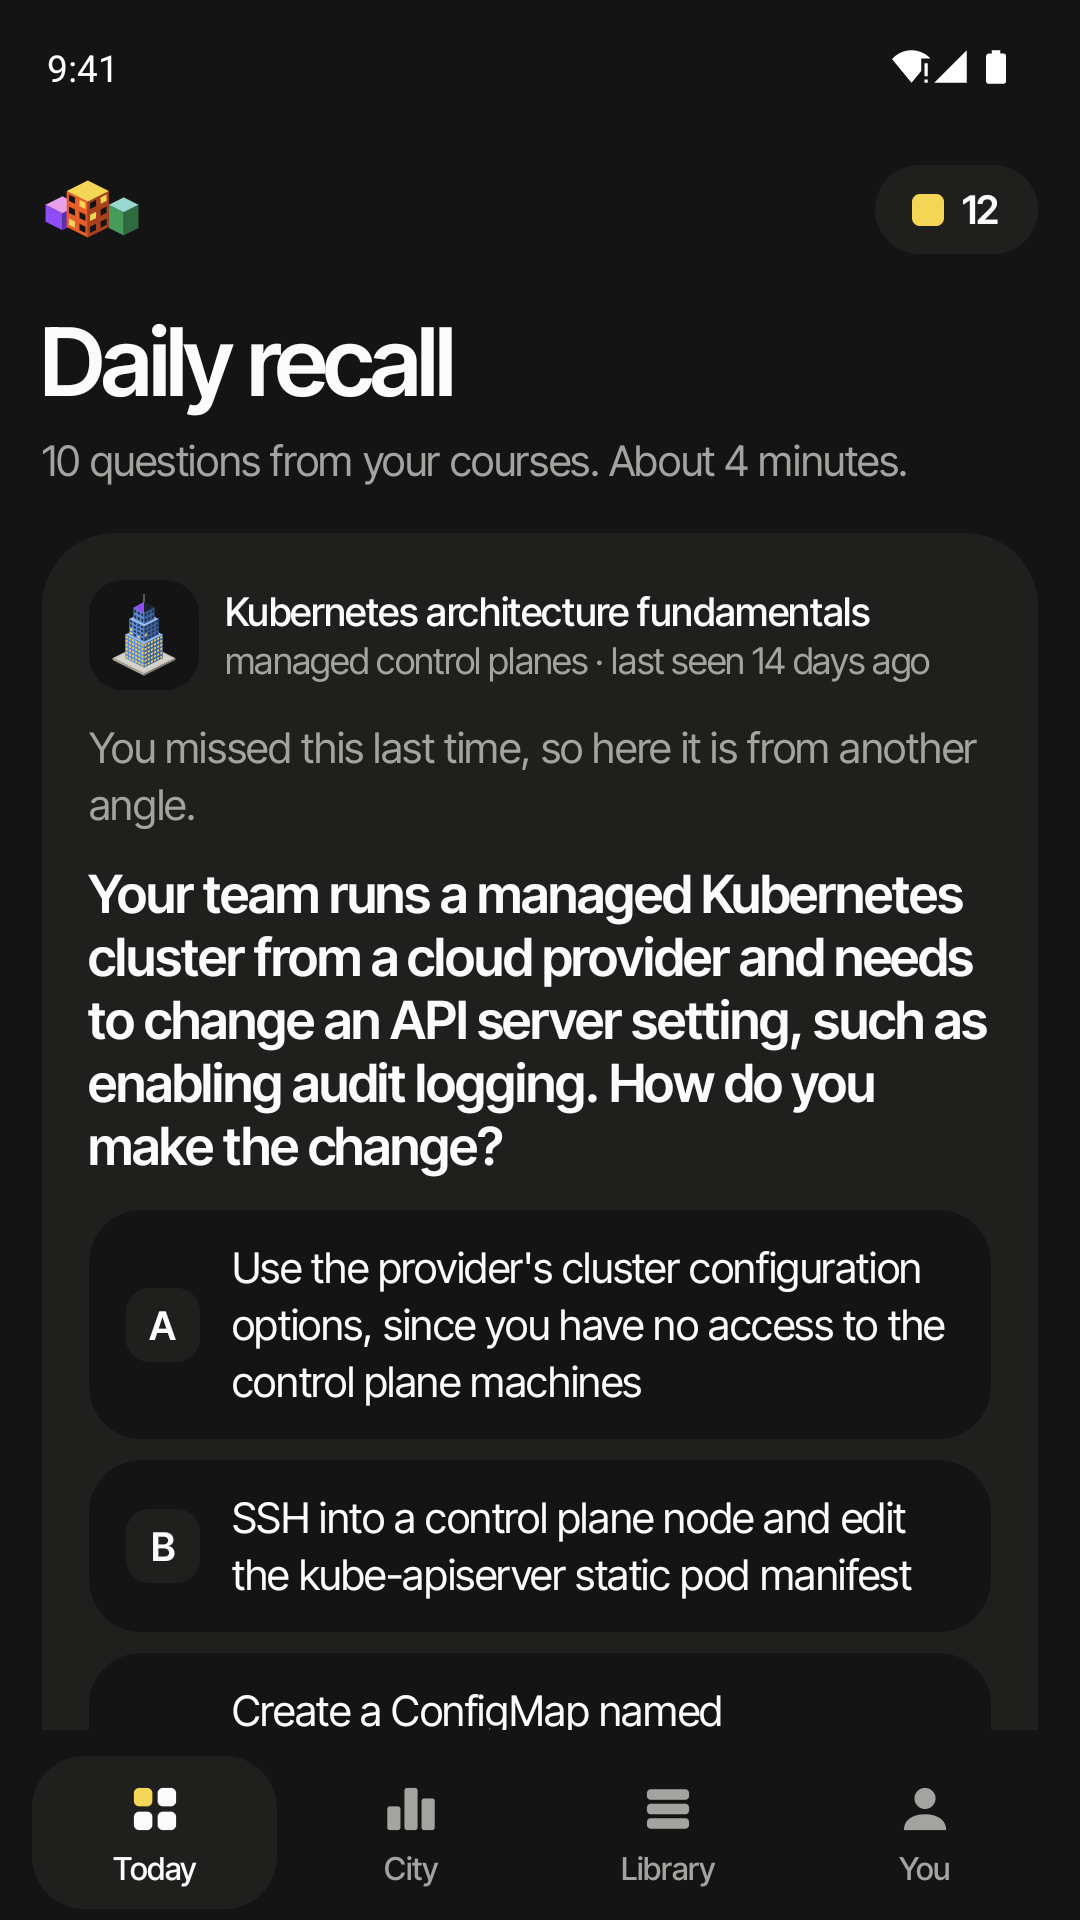 9:41
12
Daily recall
10 questions from your courses. About 4 minutes.
Kubernetes architecture fundamentals
managed control planes · last seen 14 days ago
You missed this last time, so here it is from another
angle.
Your team runs a managed Kubernetes
cluster from a cloud provider and needs
to change an API server setting, such as
enabling audit logging. How do you
make the change?
Use the provider's cluster configuration
A
options, since you have no access to the
control plane machines
SSH into a control plane node and edit
B
the kube-apiserver static pod manifest
Create a ConfigMap named
Today
City
Library
You